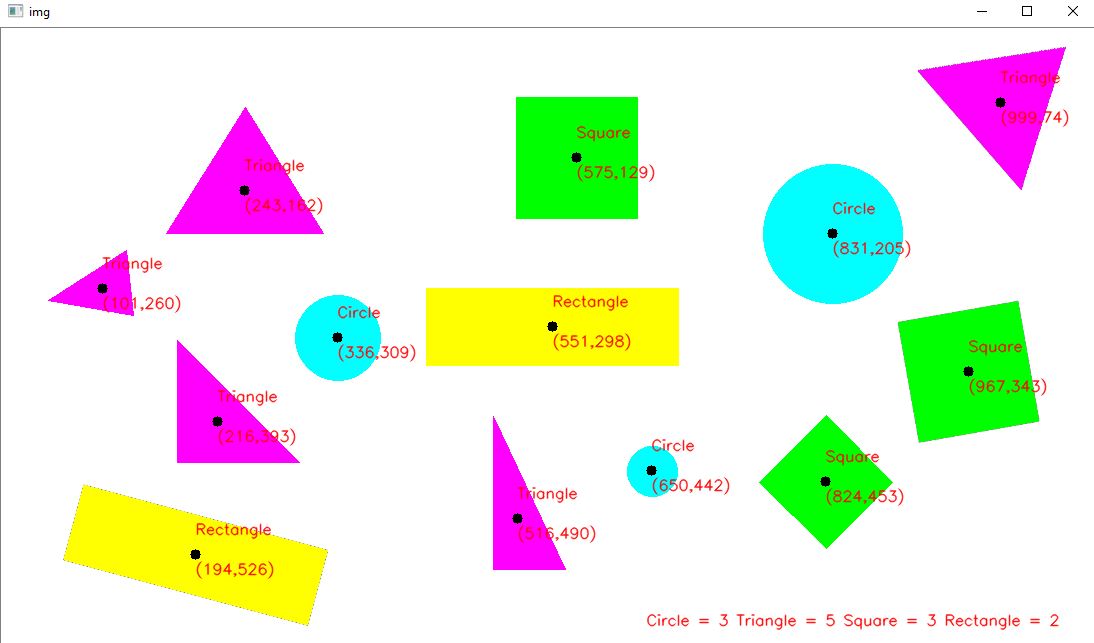 img
Triangle
(999,74)
Square
(575,129)
Triangle
(243,162)
Circle
(831,205)
Triangle
(101,260)
Circle
(336,309)
Rectangle
(551,298)
Square
(967,343)
Triangle
(216,393)
Circle
(650,442)
Square
(824,453)
Triangle
(516,490)
Rectangle
(194,526)
Circle = 3 Triangle = 5 Square = 3 Rectangle = 2